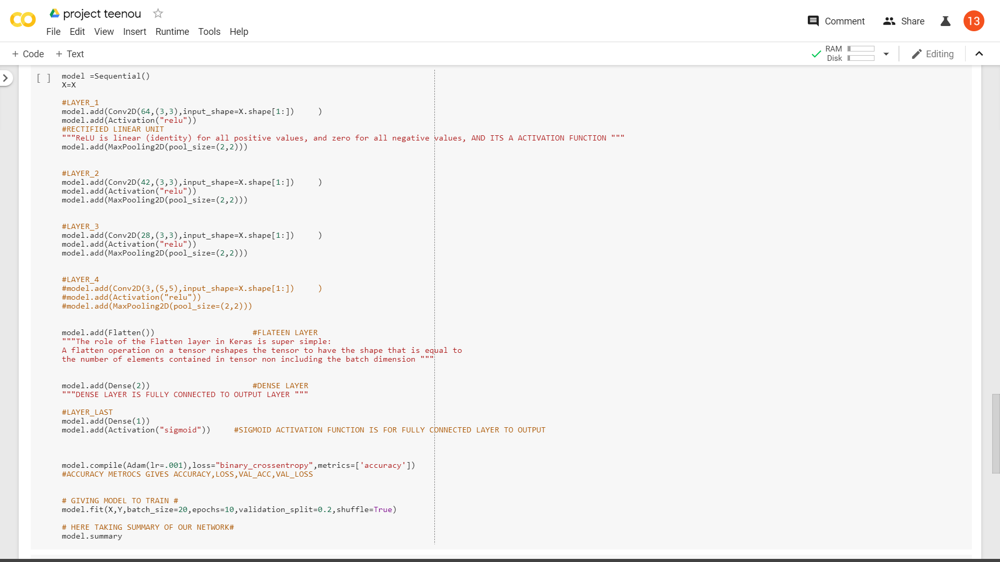 project teenou
File Edit View Insert Runtime Tools Help
Comment Share 13
+ Code + Text
RAM
Disk
Editing
[ ] model =Sequential()
X=X
#LAYER_1
model.add(Conv2D(64,(3,3),input_shape=X.shape[1:])     )
model.add(Activation("relu"))
#RECTIFIED LINEAR UNIT
"""ReLU is linear (identity) for all positive values, and zero for all negative values, AND ITS A ACTIVATION FUNCTION """
model.add(MaxPooling2D(pool_size=(2,2)))
#LAYER_2
model.add(Conv2D(42,(3,3),input_shape=X.shape[1:])     )
model.add(Activation("relu"))
model.add(MaxPooling2D(pool_size=(2,2)))
#LAYER_3
model.add(Conv2D(28,(3,3),input_shape=X.shape[1:])     )
model.add(Activation("relu"))
model.add(MaxPooling2D(pool_size=(2,2)))
#LAYER_4
#model.add(Conv2D(3,(5,5),input_shape=X.shape[1:])     )
#model.add(Activation("relu"))
#model.add(MaxPooling2D(pool_size=(2,2)))
model.add(Flatten())                     #FLATEEN LAYER
"""The role of the Flatten layer in Keras is super simple:
A flatten operation on a tensor reshapes the tensor to have the shape that is equal to
the number of elements contained in tensor non including the batch dimension """
model.add(Dense(2))                      #DENSE LAYER
"""DENSE LAYER IS FULLY CONNECTED TO OUTPUT LAYER """
#LAYER_LAST
model.add(Dense(1))
model.add(Activation("sigmoid"))     #SIGMOID ACTIVATION FUNCTION IS FOR FULLY CONNECTED LAYER TO OUTPUT
model.compile(Adam(lr=.001),loss="binary_crossentropy",metrics=['accuracy'])
#ACCURACY METROCS GIVES ACCURACY,LOSS,VAL_ACC,VAL_LOSS
# GIVING MODEL TO TRAIN #
model.fit(X,Y,batch_size=20,epochs=10,validation_split=0.2,shuffle=True)
# HERE TAKING SUMMARY OF OUR NETWORK#
model.summary